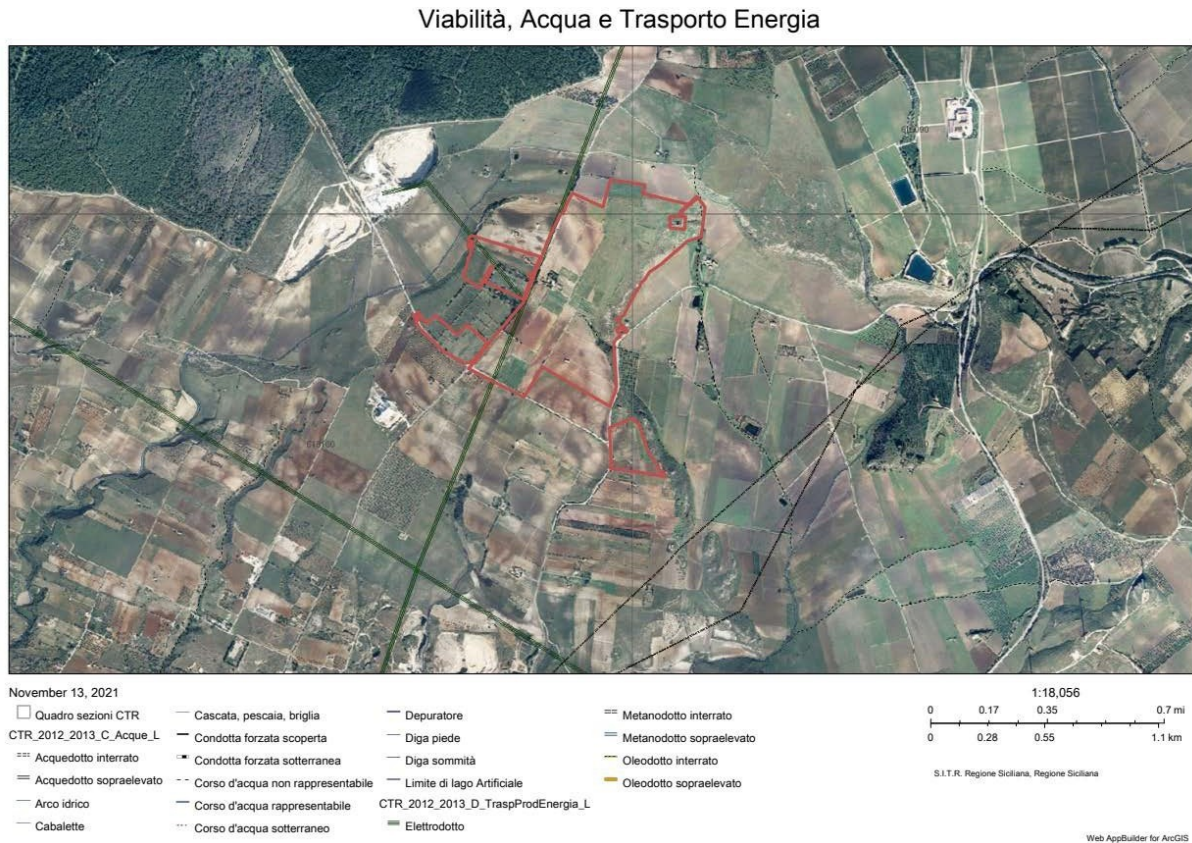 Viabilità, Acqua e Trasporto Energia
November 13, 2021
Quadro sezioni CTR
CTR_2012_2013_C_Acque_L
Acquedotto interrato
Acquedotto sopraelevato
Arco idrico
Cabalette
Cascata, pescaia, briglia
Condotta forzata scoperta
Condotta forzata sotterranea
Corso d'acqua non rappresentabile
Corso d'acqua rappresentabile
Corso d'acqua sotterraneo
Depuratore
Diga piede
Diga sommità
Limite di lago Artificiale
CTR_2012_2013_D_TraspProdEnergia_L
Elettrodotto
Metanodotto interrato
Metanodotto sopraelevato
Oleodotto interrato
Oleodotto sopraelevato
1:18,056
0 0.17 0.35 0.7 mi
0 0.28 0.55 1.1 km
S.I.T.R. Regione Siciliana, Regione Siciliana
Web AppBuilder for ArcGIS